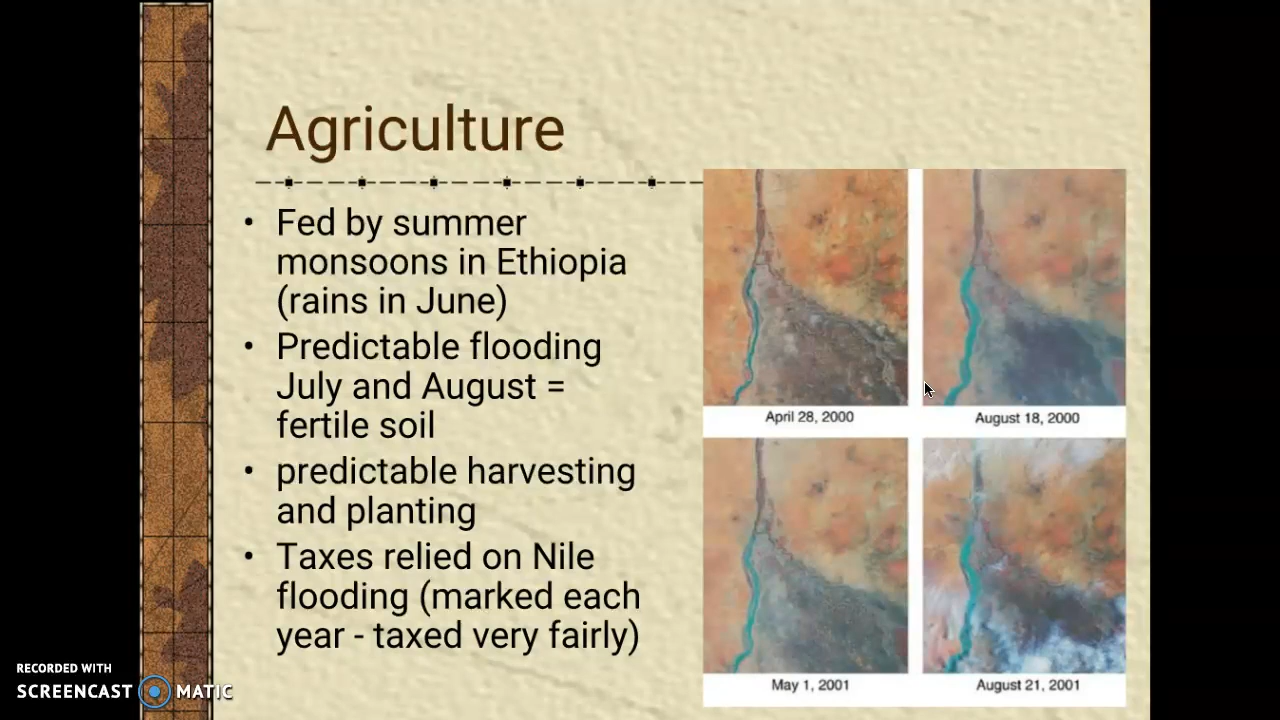 Agriculture
• Fed by summer
monsoons in Ethiopia
(rains in June)
• Predictable flooding
July and August =
fertile soil
• predictable harvesting
and planting
• Taxes relied on Nile
flooding (marked each
year - taxed very fairly)
April 28, 2000
August 18, 2000
May 1, 2001
August 21, 2001
RECORDED WITH
SCREENCAST MATIC